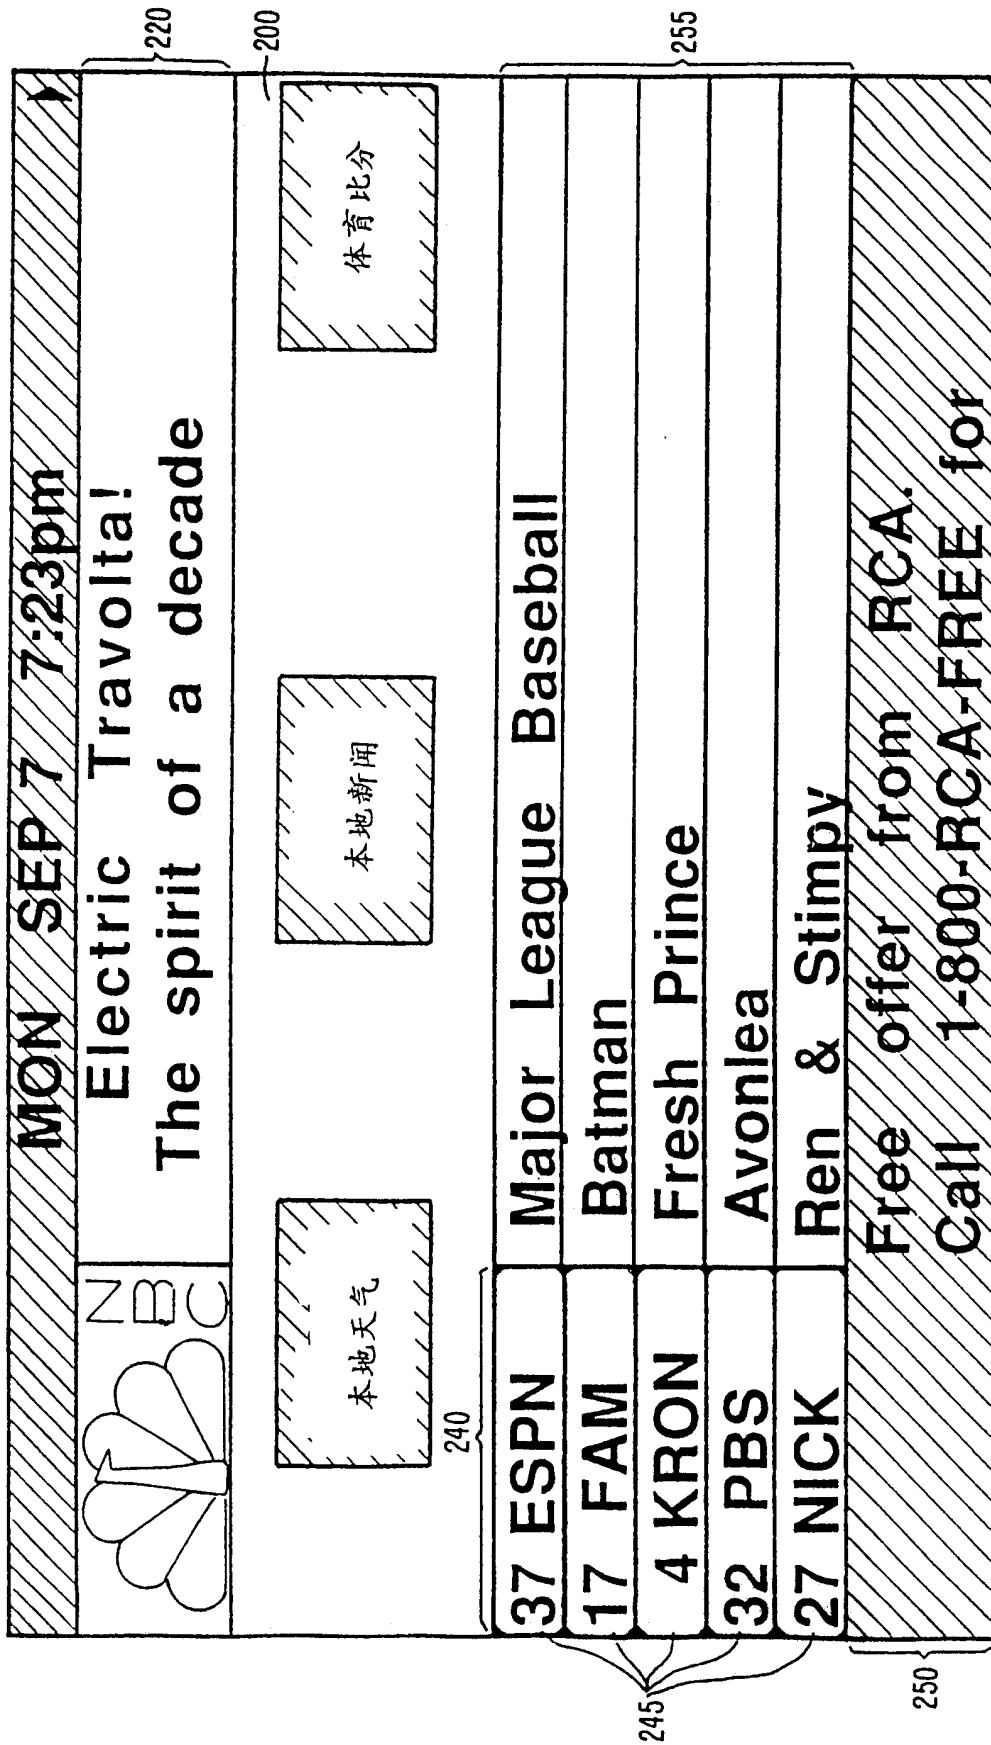 MON SEP 7 7:23pm
NBC
Electric Travolta!
The spirit of a decade
220
200
本地天气
本地新闻
体育比分
240
37 ESPN Major League Baseball
17 FAM Batman
4 KRON Fresh Prince
32 PBS Avonlea
27 NICK Ren & Stimpy
245
255
Free offer from RCA.
Call 1-800-RCA-FREE for
250